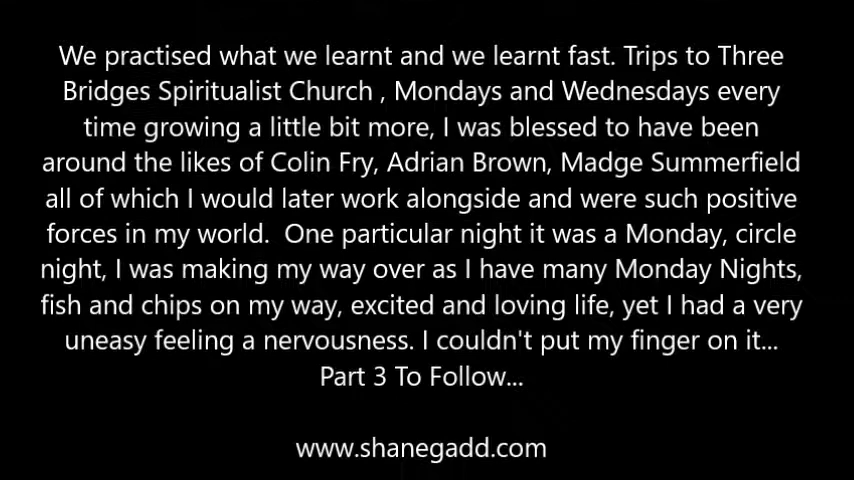 We practised what we learnt and we learnt fast. Trips to Three
Bridges Spiritualist Church , Mondays and Wednesdays every
time growing a little bit more, I was blessed to have been
around the likes of Colin Fry, Adrian Brown, Madge Summerfield
all of which I would later work alongside and were such positive
forces in my world.  One particular night it was a Monday, circle
night, I was making my way over as I have many Monday Nights,
fish and chips on my way, excited and loving life, yet I had a very
uneasy feeling a nervousness. I couldn't put my finger on it...
Part 3 To Follow...
www.shanegadd.com